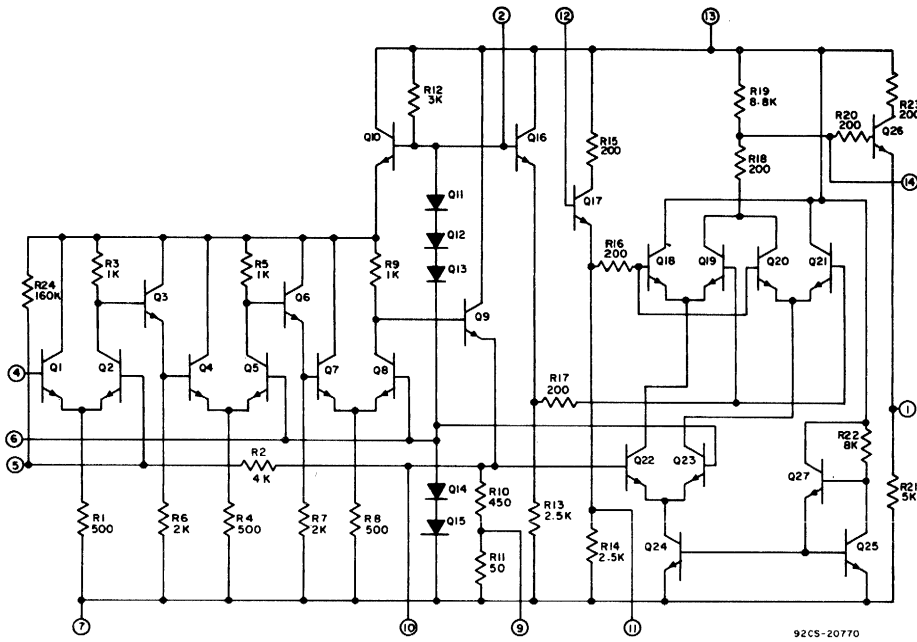 2
12
13
R12
3K
R19
8.8K
R23
200
R20
200
Q26
Q10
Q16
R15
200
R18
200
14
Q11
Q17
Q12
R16
200
Q18
Q19
Q20
Q21
R3
1K
R5
1K
R9
1K
Q13
R24
160K
Q3
Q6
Q9
4
Q1
Q2
Q4
Q5
Q7
Q8
R17
200
1
6
R22
8K
5
R2
4K
Q22
Q23
Q27
R21
5K
Q14
R10
450
R13
2.5K
R1
500
R6
2K
R4
500
R7
2K
R8
500
Q15
R14
2.5K
Q24
Q25
R11
50
7
10
9
11
92CS-20770